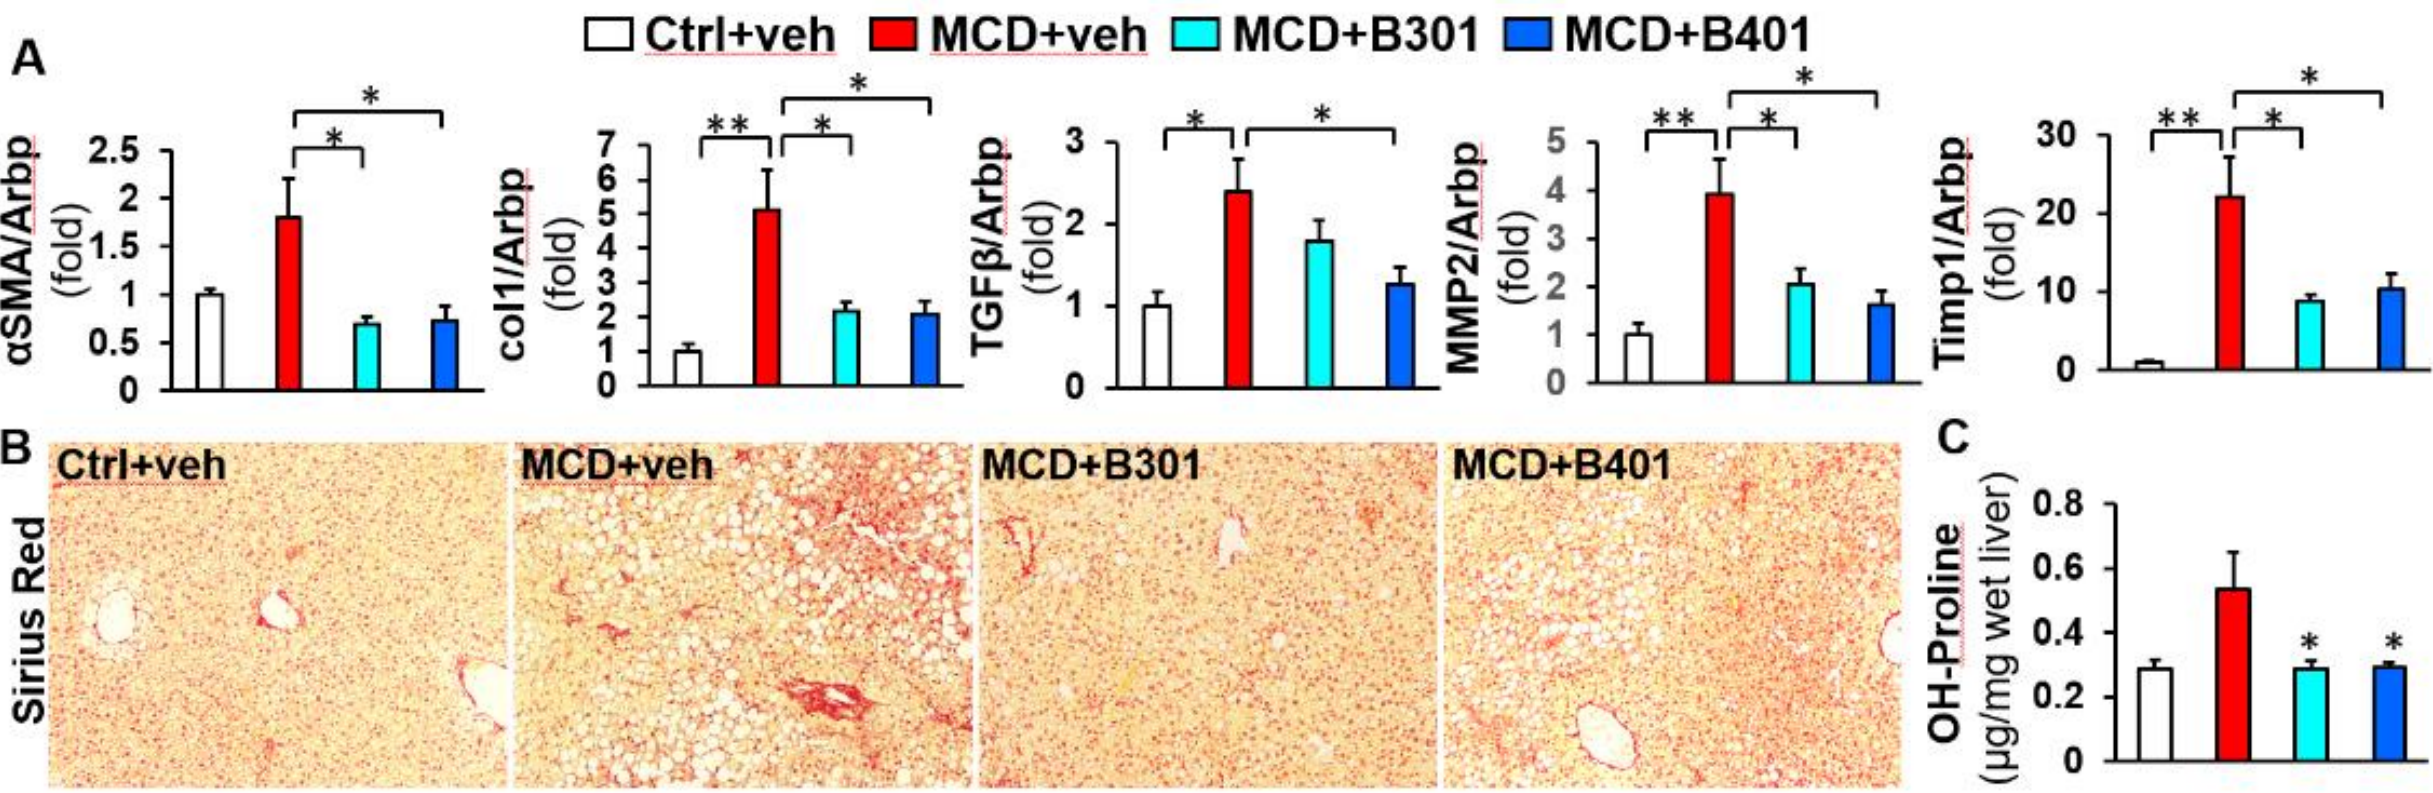 Ctrl+veh MCD+veh MCD+B301 MCD+B401
A
αSMA/Arbp
(fold)
2.5
2
1.5
1
0.5
0
*
*
col1/Arbp
(fold)
7
6
5
4
3
2
1
0
**
*
*
TGFβ/Arbp
(fold)
3
2
1
0
*
*
MMP2/Arbp
(fold)
5
4
3
2
1
0
**
*
*
Timp1/Arbp
(fold)
30
20
10
0
**
*
*
B
Sirius Red
Ctrl+veh
MCD+veh
MCD+B301
MCD+B401
C
OH-Proline
(µg/mg wet liver)
0.8
0.6
0.4
0.2
0
*
*